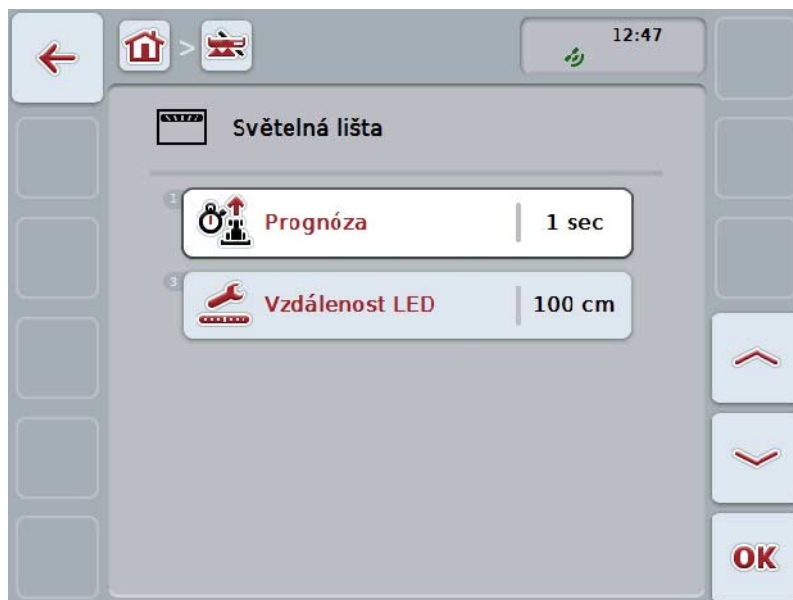 >
12:47
Světelná lišta
1
Prognóza
1 sec
3
Vzdálenost LED
100 cm
OK